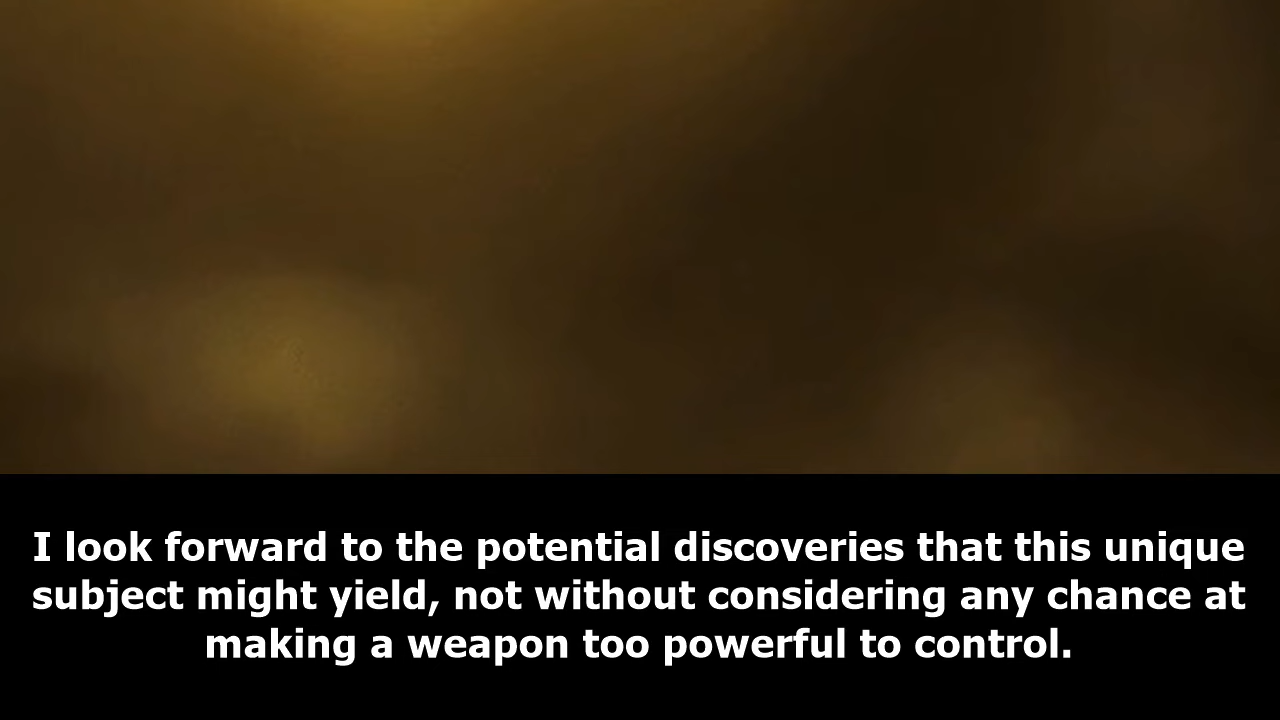 I look forward to the potential discoveries that this unique
subject might yield, not without considering any chance at
making a weapon too powerful to control.